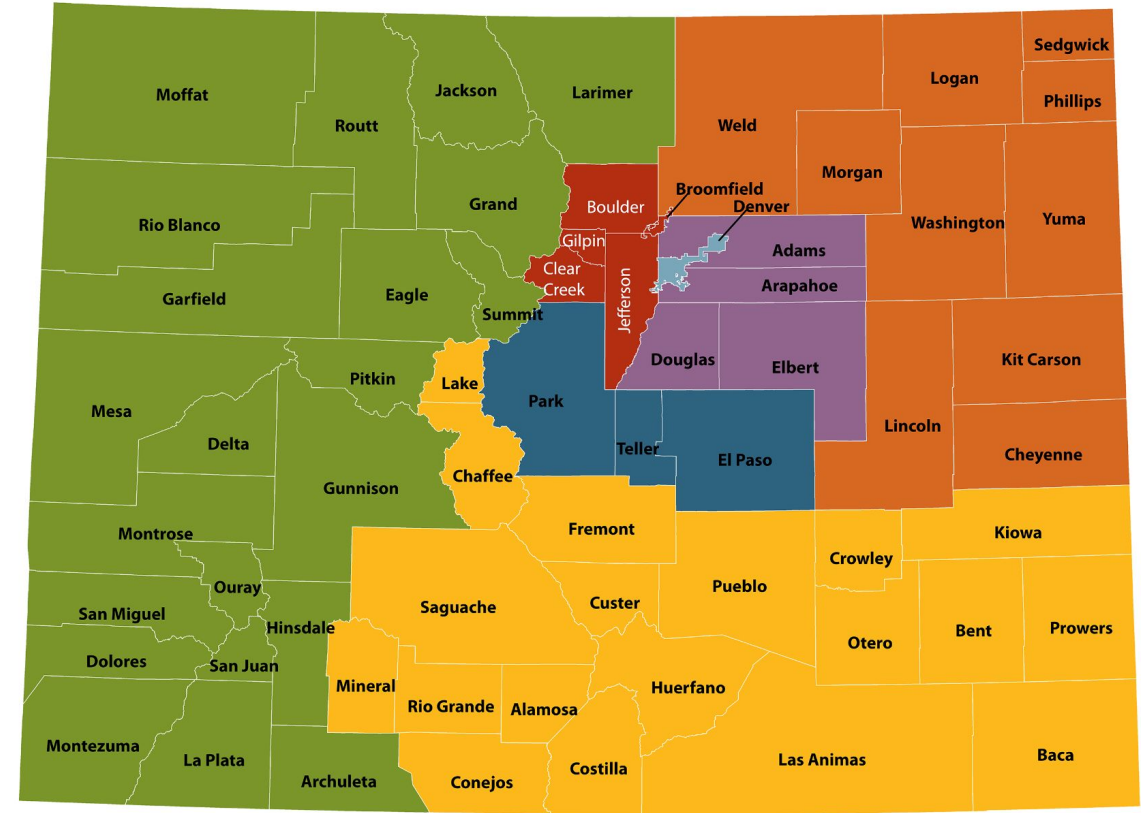 Sedgwick
Logan
Moffat
Jackson
Larimer
Phillips
Routt
Weld
Morgan
Broomfield
Grand
Boulder
Denver
Rio Blanco
Washington
Yuma
Gilpin
Adams
Clear
Creek
Arapahoe
Garfield
Eagle
Jefferson
Summit
Douglas
Elbert
Kit Carson
Pitkin
Lake
Mesa
Park
Lincoln
Delta
Teller
El Paso
Cheyenne
Chaffee
Gunnison
Montrose
Fremont
Kiowa
Crowley
Ouray
Pueblo
San Miguel
Saguache
Custer
Hinsdale
Otero
Bent
Prowers
Dolores
San Juan
Mineral
Huerfano
Rio Grande
Alamosa
Montezuma
La Plata
Las Animas
Baca
Costilla
Archuleta
Conejos